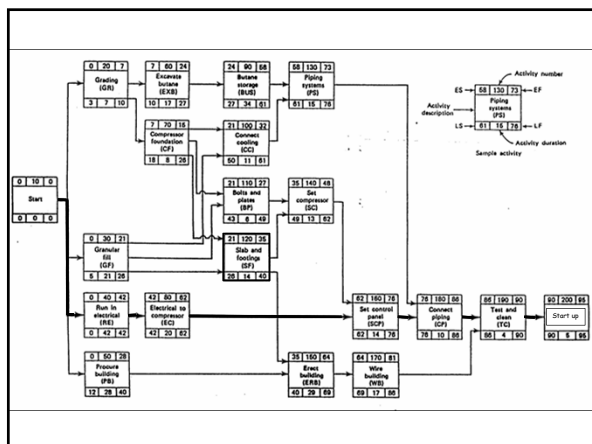 0 20 7
Grading
(GR)
3 7 10
7 60 24
Excavate
butane
(EXB)
10 17 27
24 90 58
Butane
storage
(BUS)
27 34 61
58 130 73
Piping
systems
(PS)
61 15 76
7 70 15
Compressor
foundation
(CF)
18 8 26
21 100 32
Connect
cooling
(CC)
50 11 61
Activity number
ES
58 130 73
EF
Activity
description
Piping
systems
(PS)
LS
61 15 76
LF
Activity duration
Sample activity
0 10 0
Start
0 0 0
21 110 27
Bolts and
plates
(BP)
43 6 49
35 140 48
Set
compressor
(SC)
49 13 62
0 30 21
Granular
fill
(GF)
5 21 26
21 120 35
Slab and
footings
(SF)
26 14 40
0 40 42
Run in
electrical
(RE)
0 42 42
42 80 62
Electrical to
compressor
(EC)
42 20 62
62 160 76
Set control
panel
(SCP)
62 14 76
76 180 86
Connect
piping
(CP)
76 10 86
86 190 90
Test and
clean
(TC)
86 4 90
90 200 95
Start up
90 5 95
0 50 28
Procure
building
(PB)
12 28 40
35 150 64
Erect
building
(ERB)
40 29 69
64 170 81
Wire
building
(WB)
69 17 86